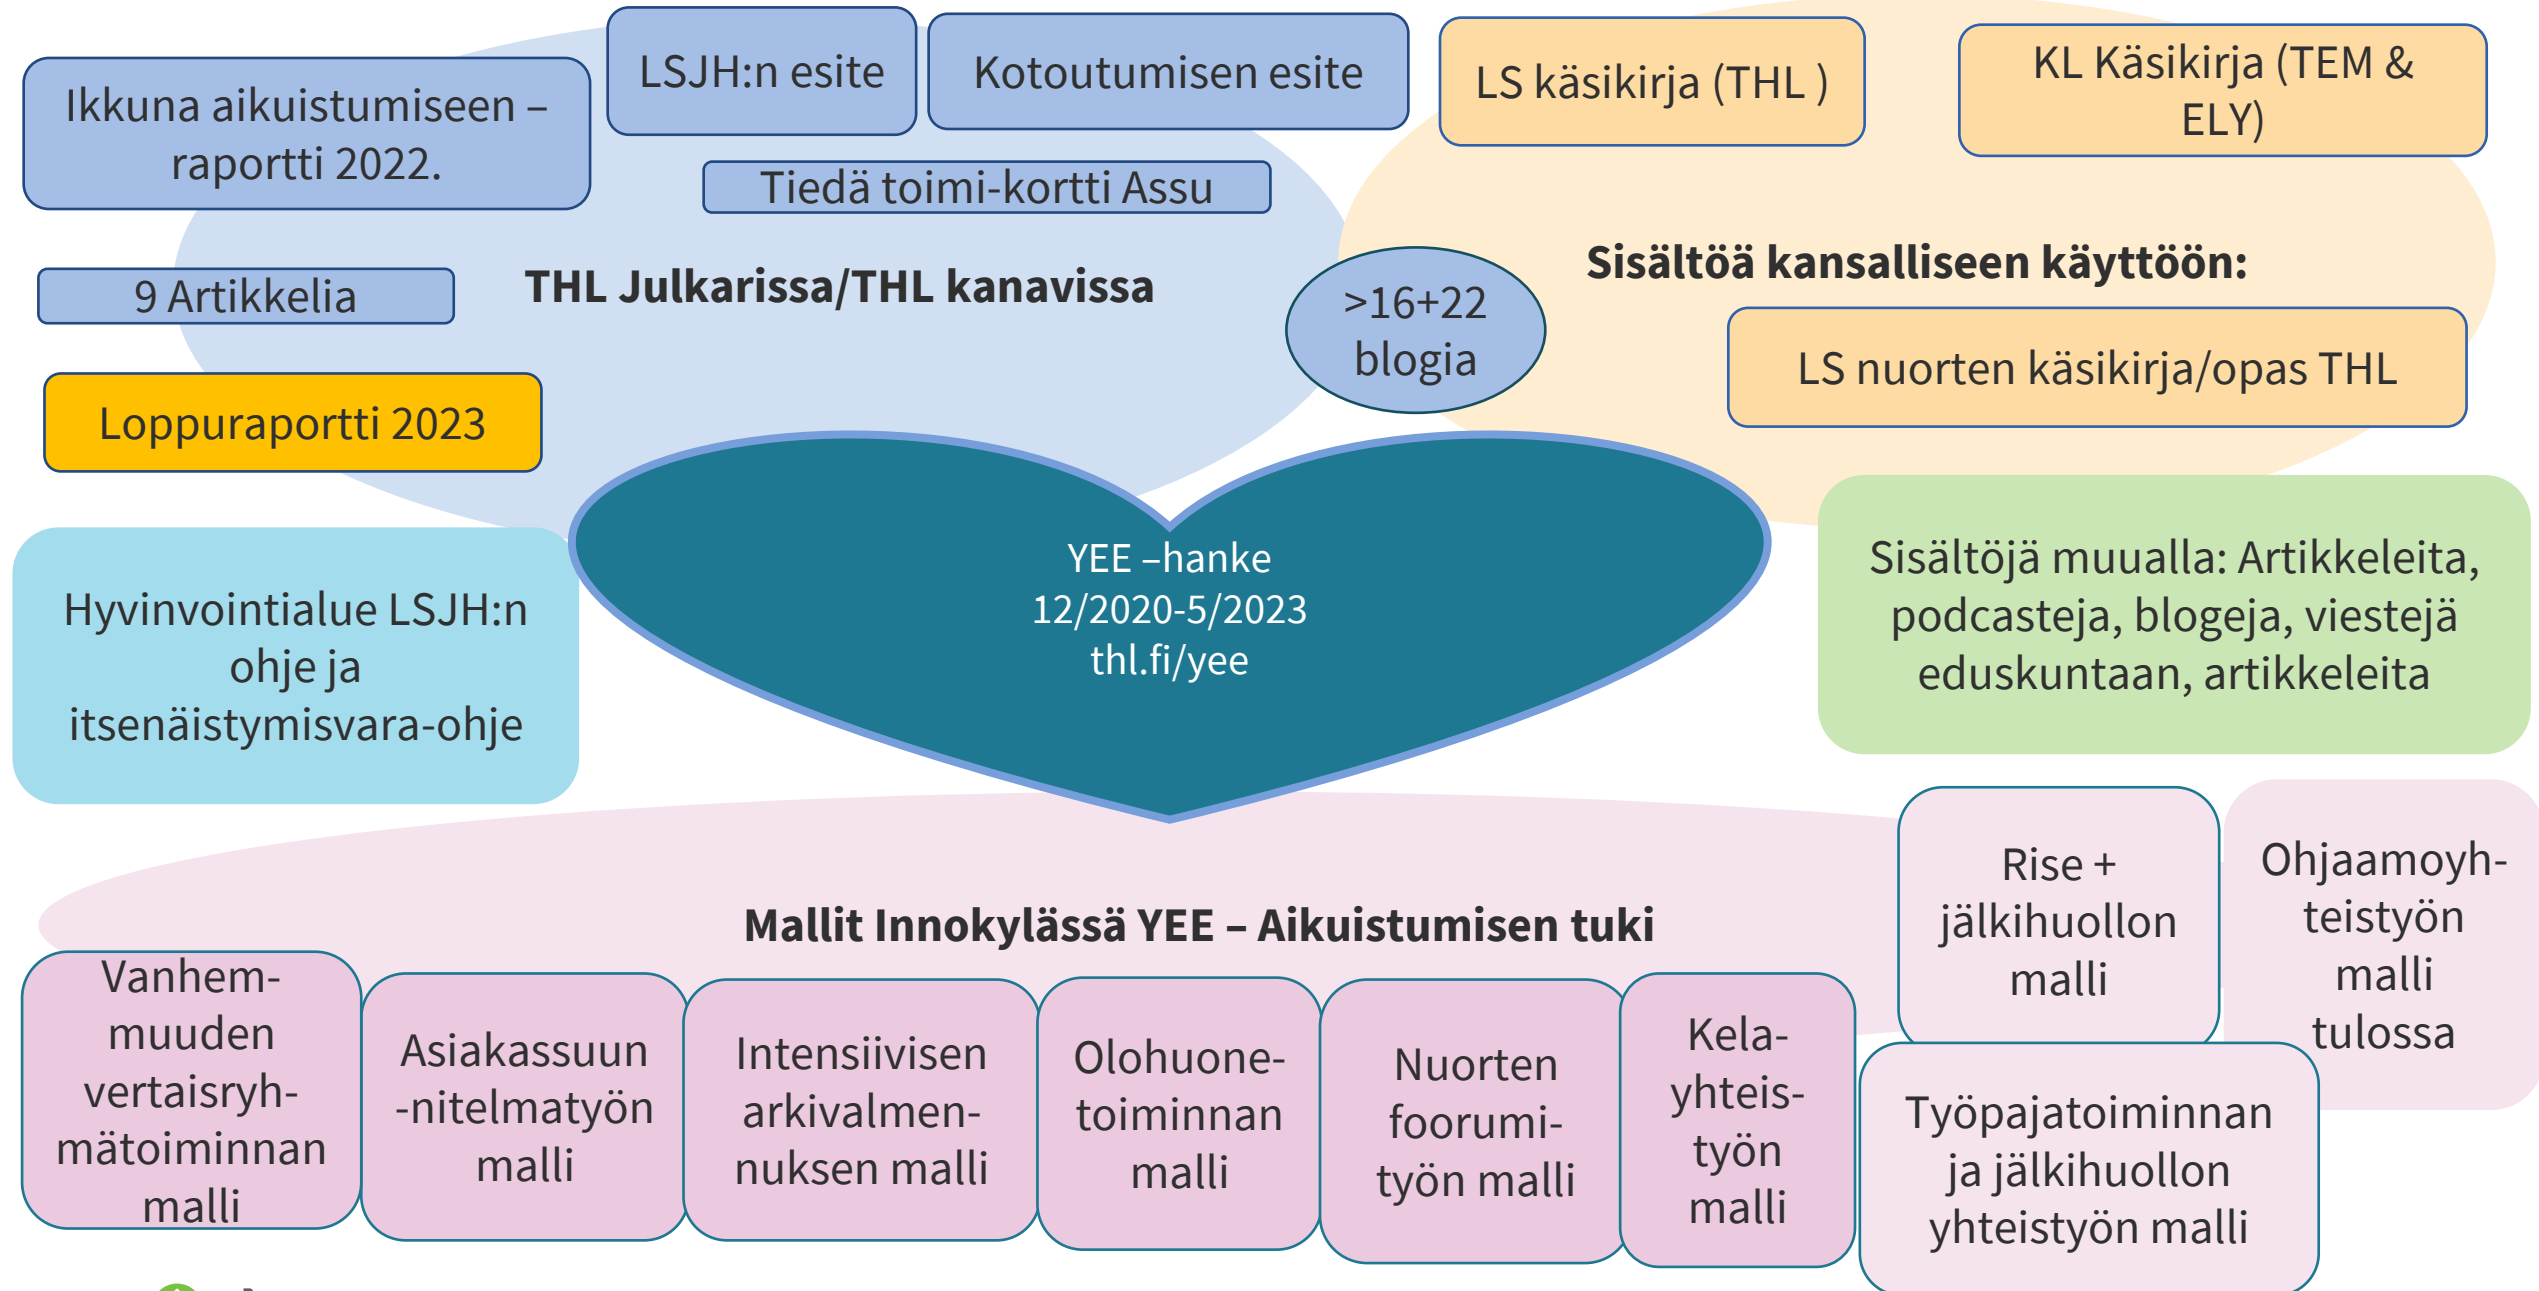 Ikkuna aikuistumiseen –
raportti 2022.
LSJH:n esite
Kotoutumisen esite
LS käsikirja (THL )
KL Käsikirja (TEM &
ELY)
Tiedä toimi-kortti Assu
9 Artikkelia
THL Julkarissa/THL kanavissa
>16+22
blogia
Sisältöä kansalliseen käyttöön:
LS nuorten käsikirja/opas THL
Loppuraportti 2023
Hyvinvointialue LSJH:n
ohje ja
itsenäistymisvara-ohje
YEE –hanke
12/2020-5/2023
thl.fi/yee
Sisältöjä muualla: Artikkeleita,
podcasteja, blogeja, viestejä
eduskuntaan, artikkeleita
Mallit Innokylässä YEE – Aikuistumisen tuki
Rise +
jälkihuollon
malli
Ohjaamoyh-
teistyön
malli
tulossa
Vanhem-
muuden
vertaisryh-
mätoiminnan
malli
Asiakassuun
-nitelmatyön
malli
Intensiivisen
arkivalmen-
nuksen malli
Olohuone-
toiminnan
malli
Nuorten
foorumi-
työn malli
Kela-
yhteis-
työn
malli
Työpajatoiminnan
ja jälkihuollon
yhteistyön malli